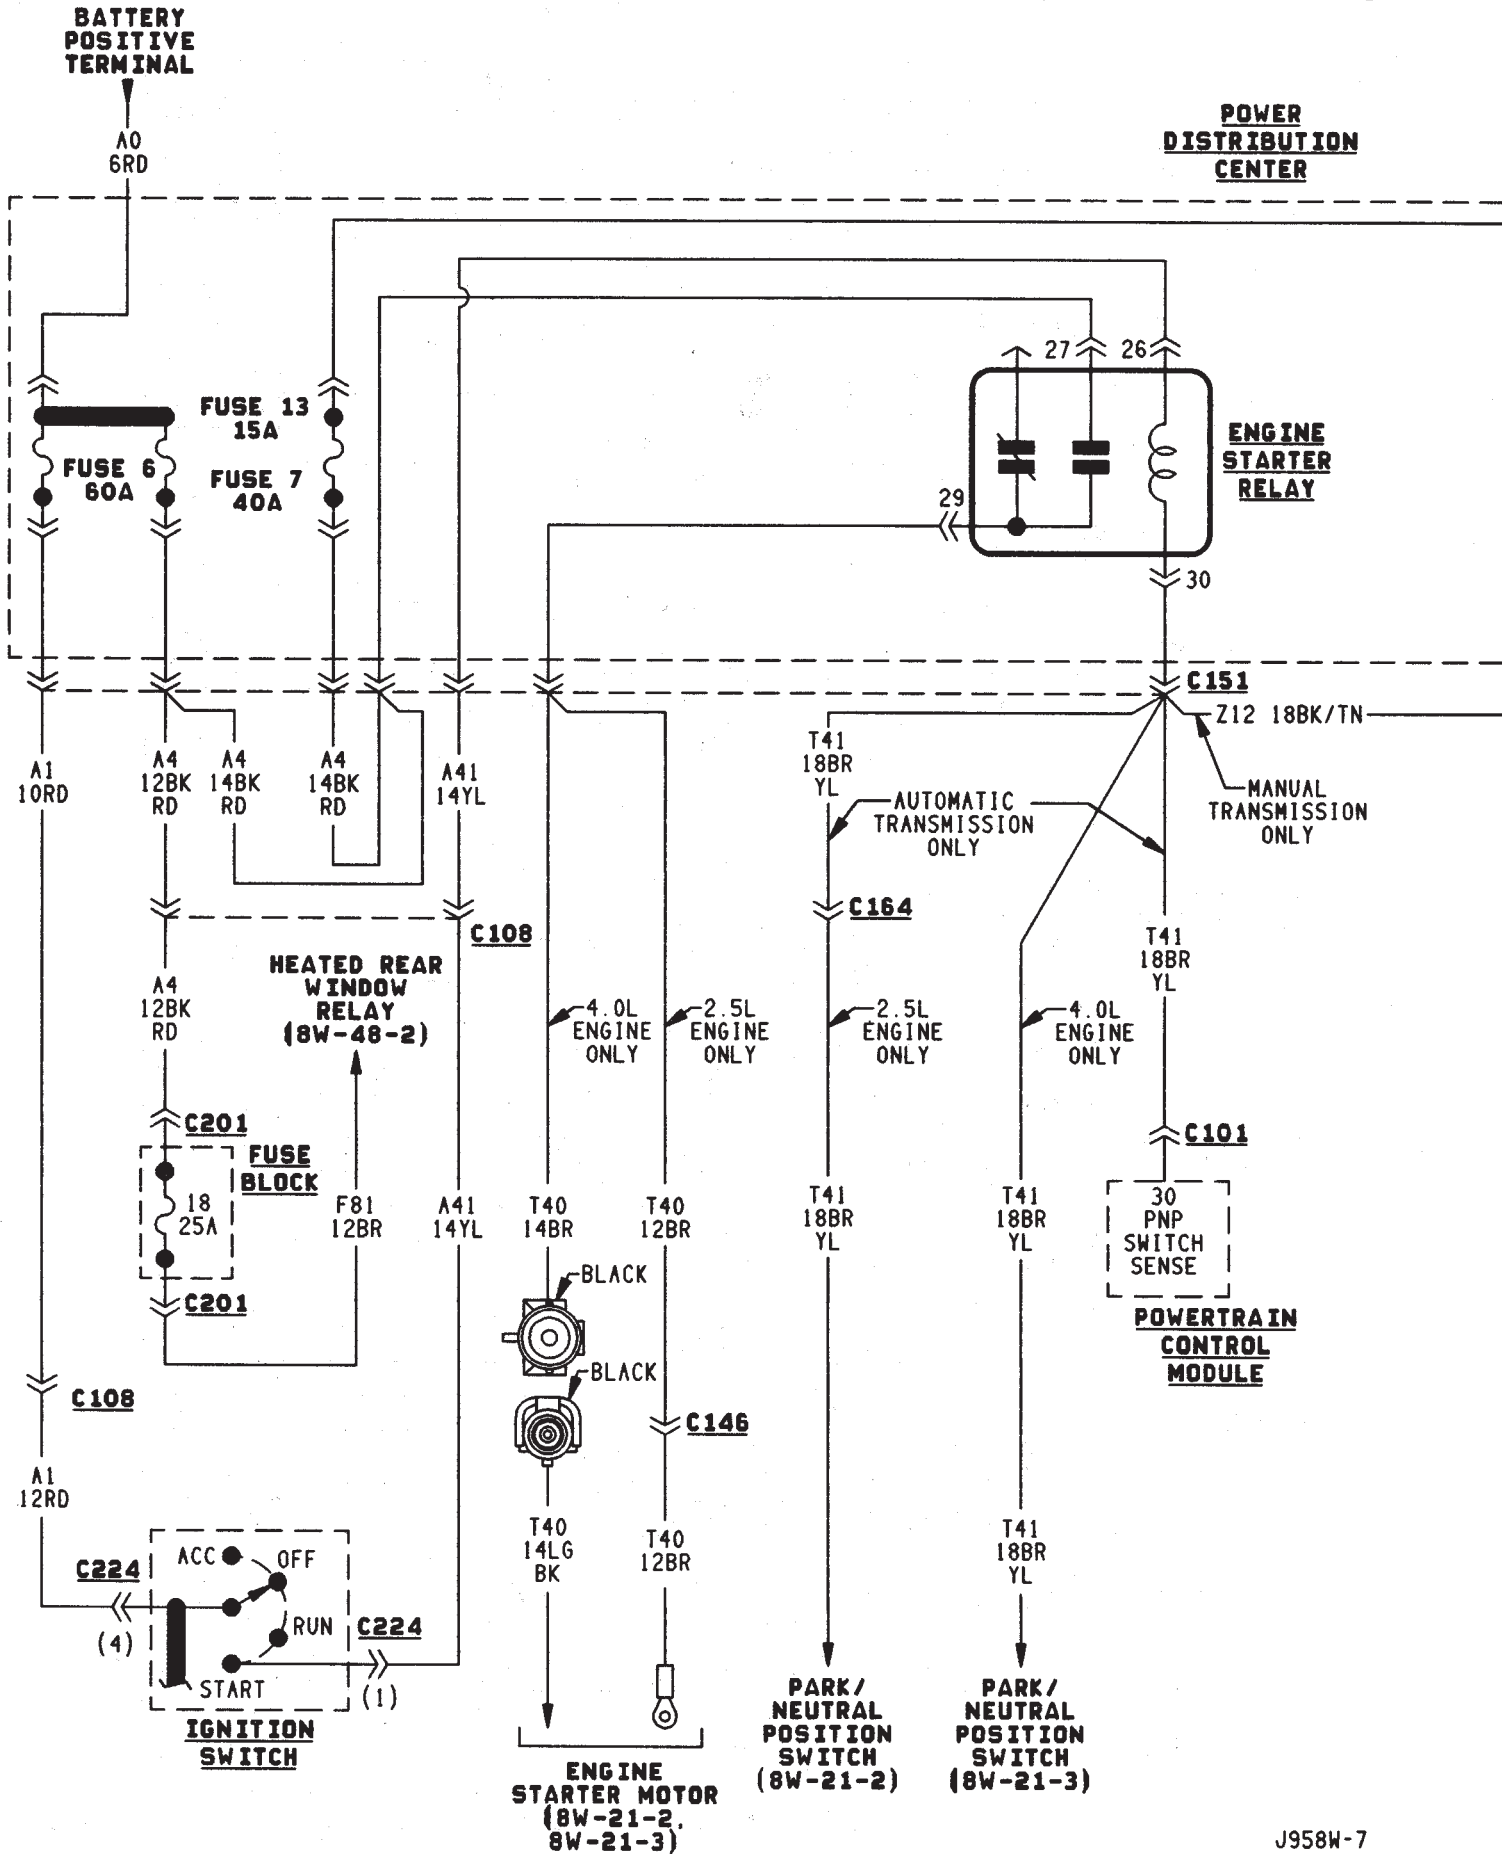 BATTERY
POSITIVE
TERMINAL
A0
6RD
POWER
DISTRIBUTION
CENTER
27
26
FUSE 13
15A
FUSE 6
60A
FUSE 7
40A
ENGINE
STARTER
RELAY
29
30
C151
Z12 18BK/TN
A1
10RD
A4
12BK
RD
A4
14BK
RD
A4
14BK
RD
A41
14YL
T41
18BR
YL
AUTOMATIC
TRANSMISSION
ONLY
MANUAL
TRANSMISSION
ONLY
C164
C108
HEATED REAR
WINDOW
RELAY
(8W-48-2)
A4
12BK
RD
T41
18BR
YL
4.0L
ENGINE
ONLY
2.5L
ENGINE
ONLY
2.5L
ENGINE
ONLY
4.0L
ENGINE
ONLY
C201
FUSE
BLOCK
18
25A
C201
C101
F81
12BR
A41
14YL
T40
14BR
T40
12BR
T41
18BR
YL
T41
18BR
YL
30
PNP
SWITCH
SENSE
POWERTRAIN
CONTROL
MODULE
BLACK
BLACK
C108
C146
A1
12RD
T40
14LG
BK
T40
12BR
T41
18BR
YL
C224
(4)
ACC
OFF
RUN
START
C224
(1)
IGNITION
SWITCH
ENGINE
STARTER MOTOR
(8W-21-2,
8W-21-3)
PARK/
NEUTRAL
POSITION
SWITCH
(8W-21-2)
PARK/
NEUTRAL
POSITION
SWITCH
(8W-21-3)
J958W-7